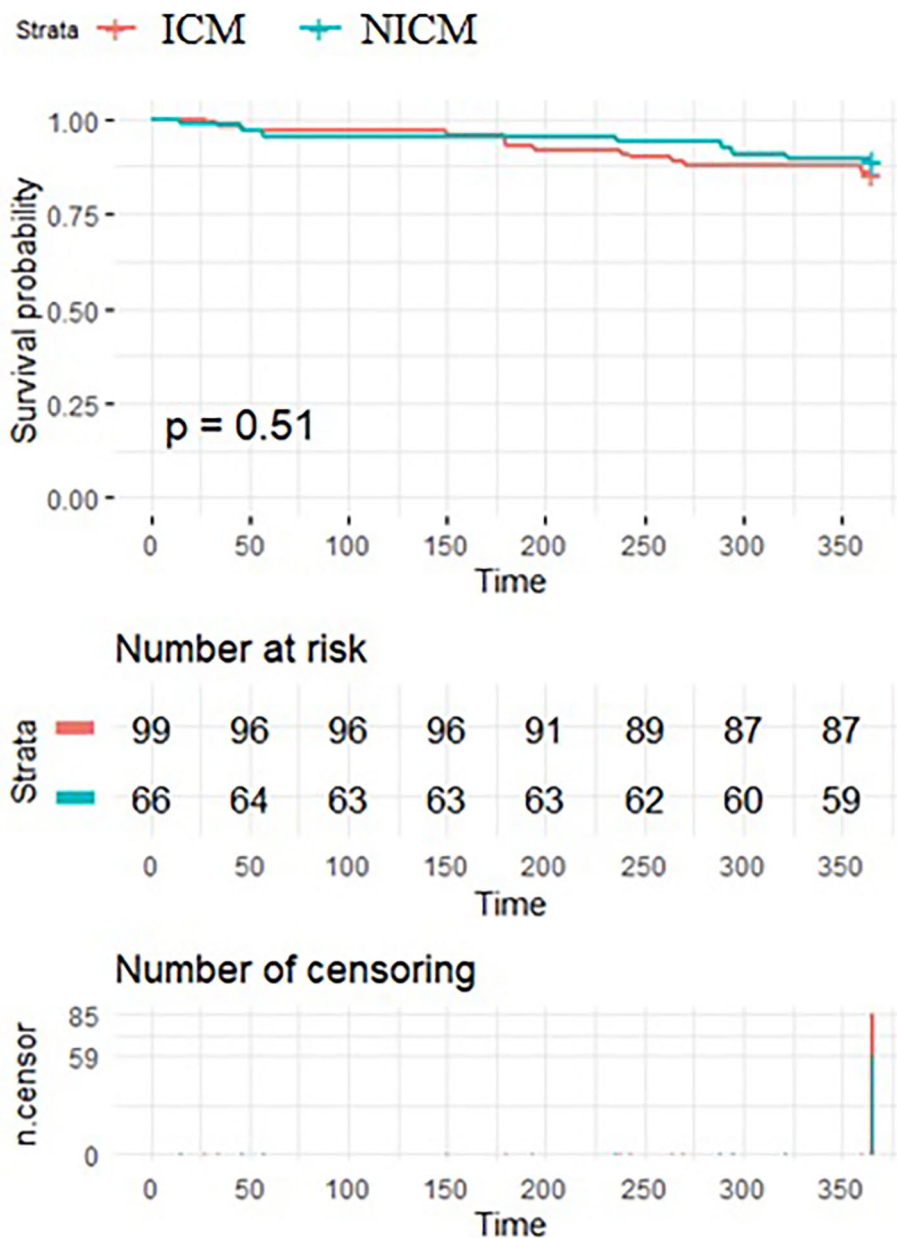 Strata ICM NICM
1.00
0.75
0.50
0.25
0.00
Survival probability
p = 0.51
0 50 100 150 200 250 300 350
Time
Number at risk
Strata
99 96 96 96 91 89 87 87
66 64 63 63 63 62 60 59
0 50 100 150 200 250 300 350
Time
Number of censoring
n.censor
85
59
0
0 50 100 150 200 250 300 350
Time